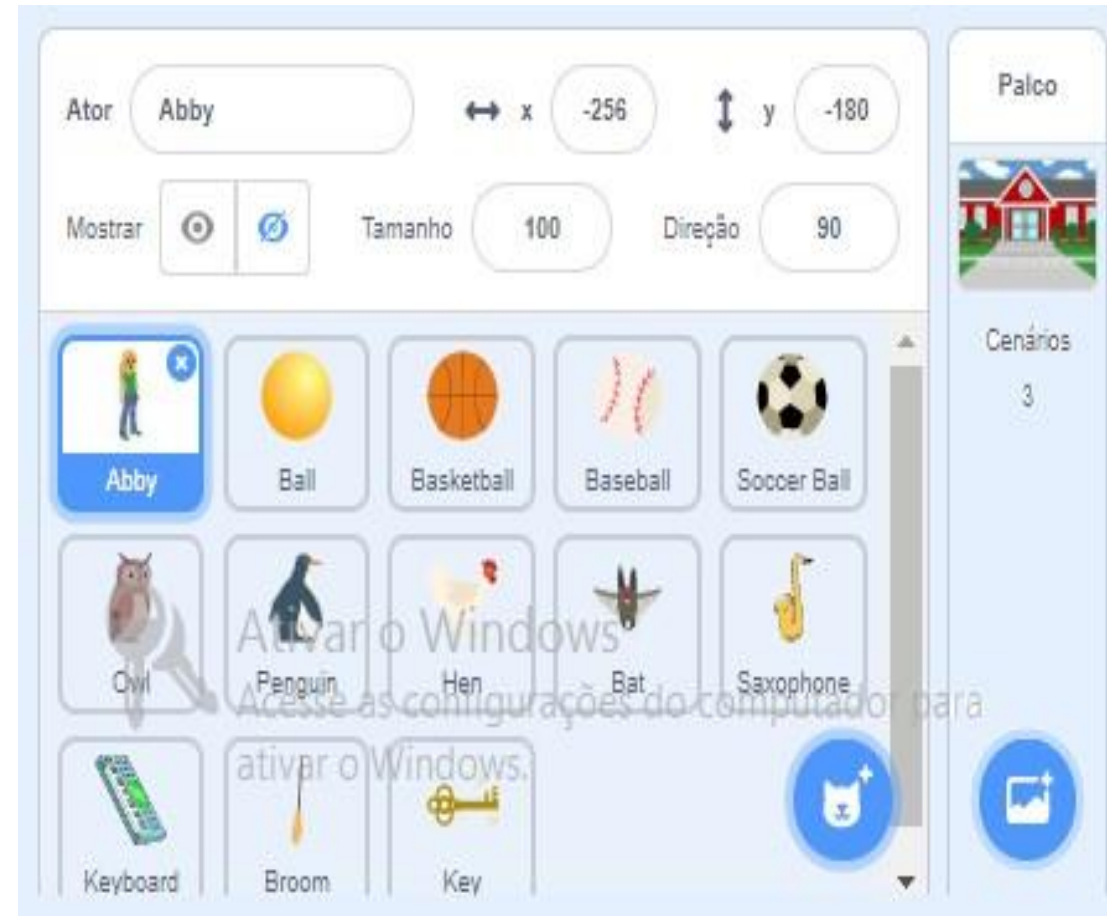 Ator Abby x -256 y -180
Palco
Mostrar Tamanho 100 Direção 90
Cenários
3
Abby Ball Basketball Baseball Soccer Ball
Owl Penguin Hen Bat Saxophone
Ativar o Windows
Acesse as configurações do computador para
ativar o Windows.
Keyboard Broom Key